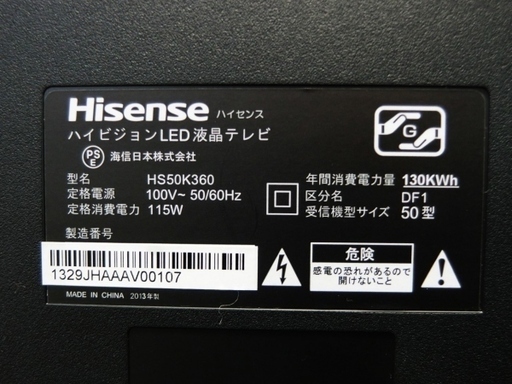 Hisense ハイセンス
ハイビジョンLED液晶テレビ
PSE 海信日本株式会社
型名 HS50K360
定格電源 100V~ 50/60Hz
定格消費電力 115W
製造番号
1329JHAAAV00107
MADE IN CHINA 2013年製
G
年間消費電力量 130KWh
区分名 DF1
受信機型サイズ 50型
危険
感電の恐れがあるので
開けないこと